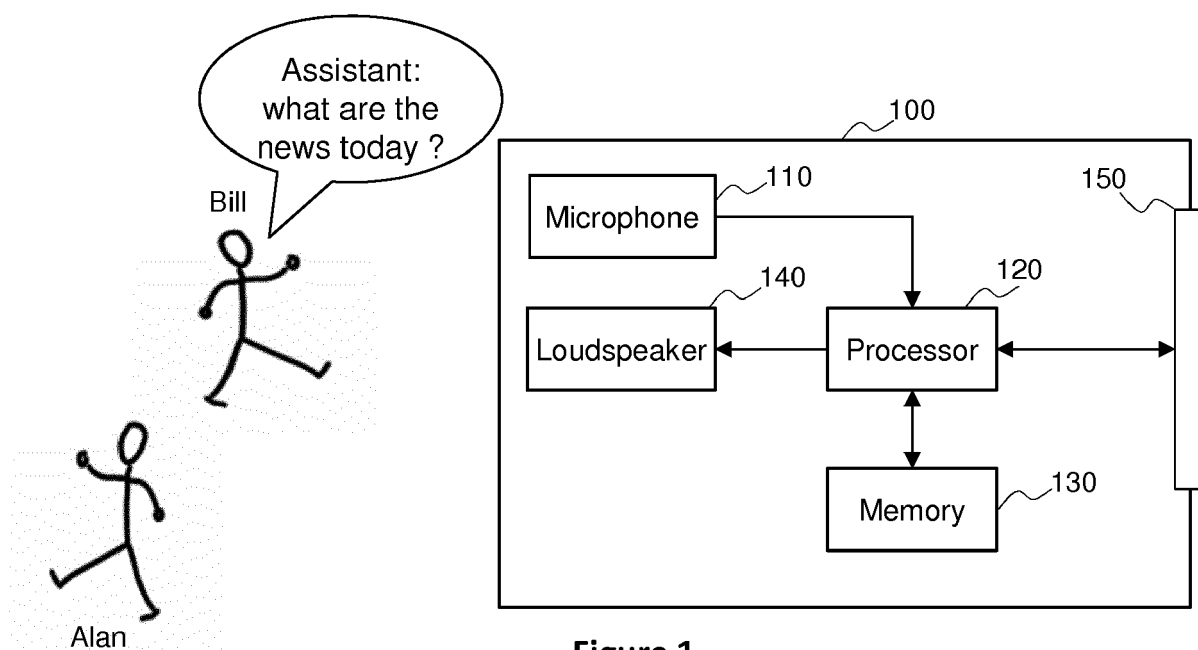 Assistant:
what are the
news today ?
Bill
Alan
100
110
Microphone
150
140
Loudspeaker
120
Processor
130
Memory
Figure 1